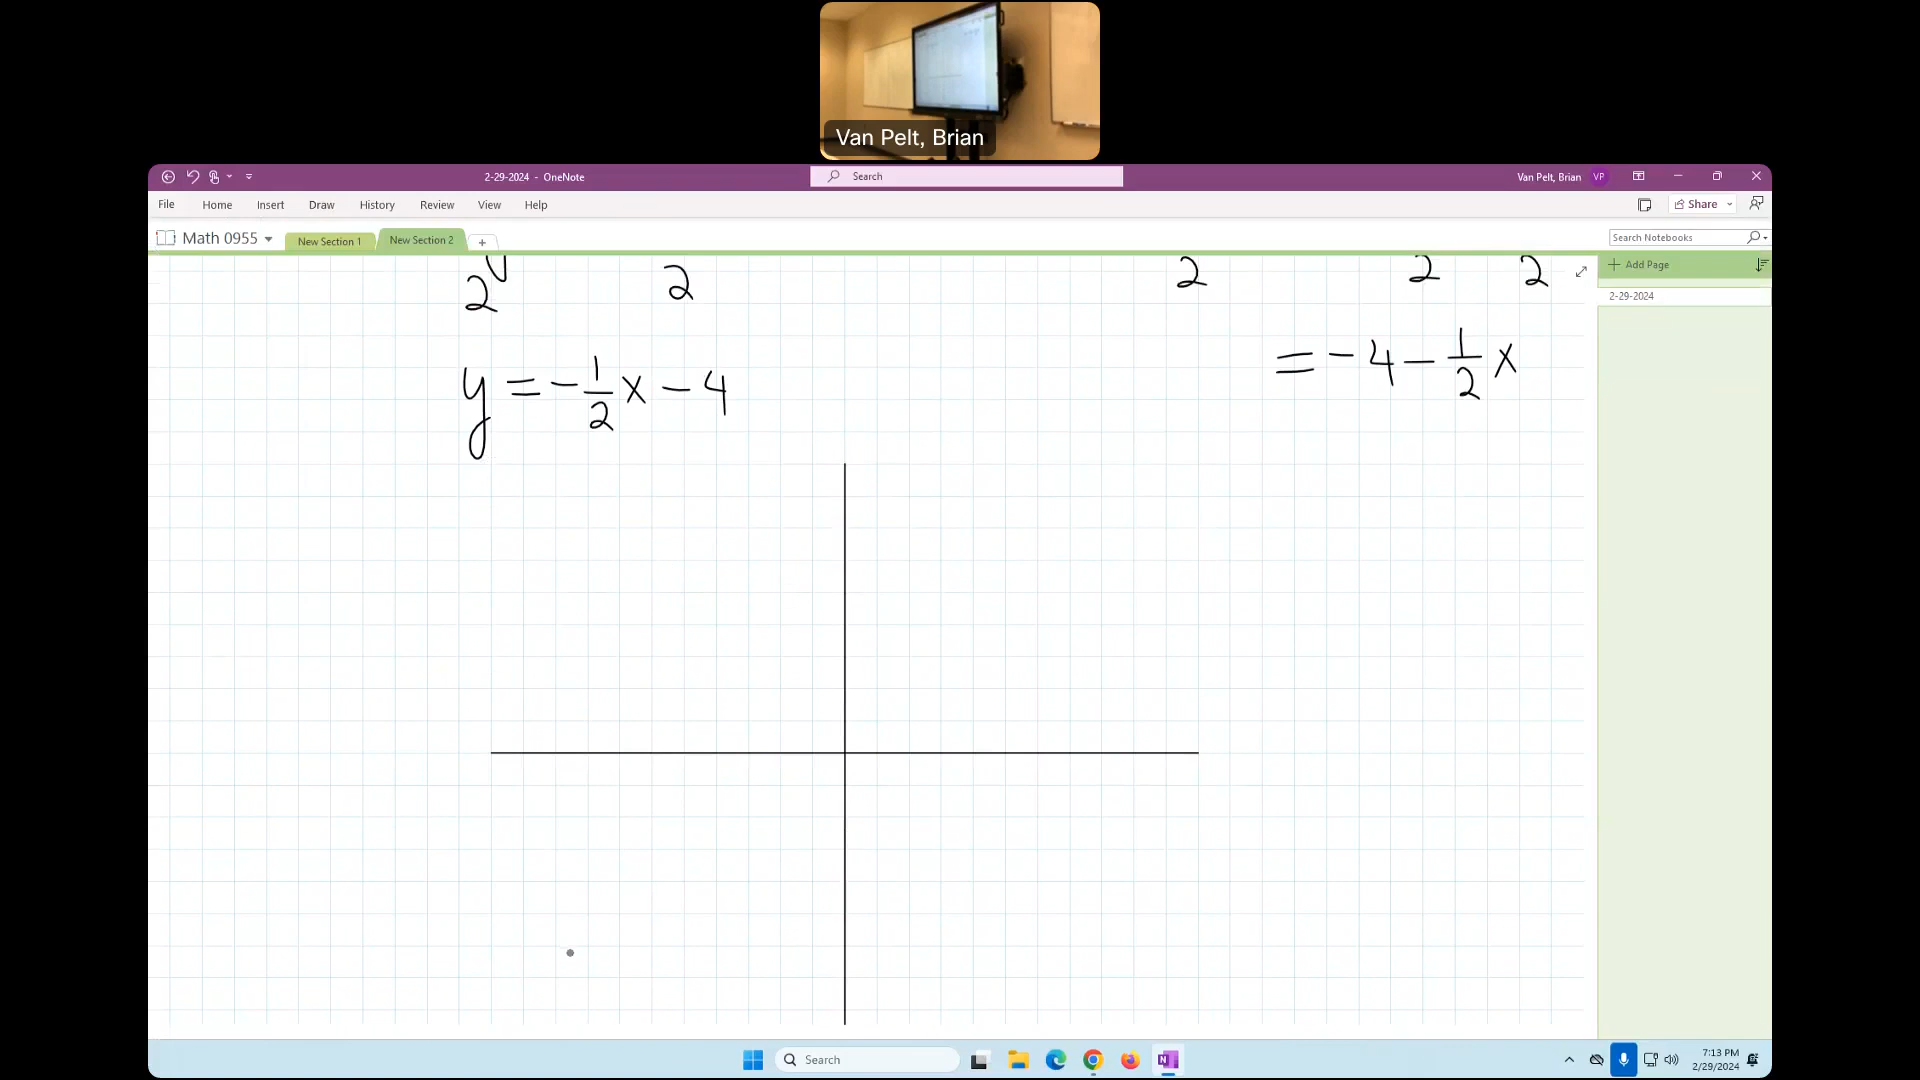 Van Pelt, Brian
2-29-2024 - OneNote
Search
Van Pelt, Brian VP
File Home Insert Draw History Review View Help
Share
Math 0955
New Section 1
New Section 2
+
Search Notebooks
+ Add Page
2-29-2024
2 2 2 2 2
= -4 - 1/2 x
y = -1/2 x - 4
Search
7:13 PM
2/29/2024